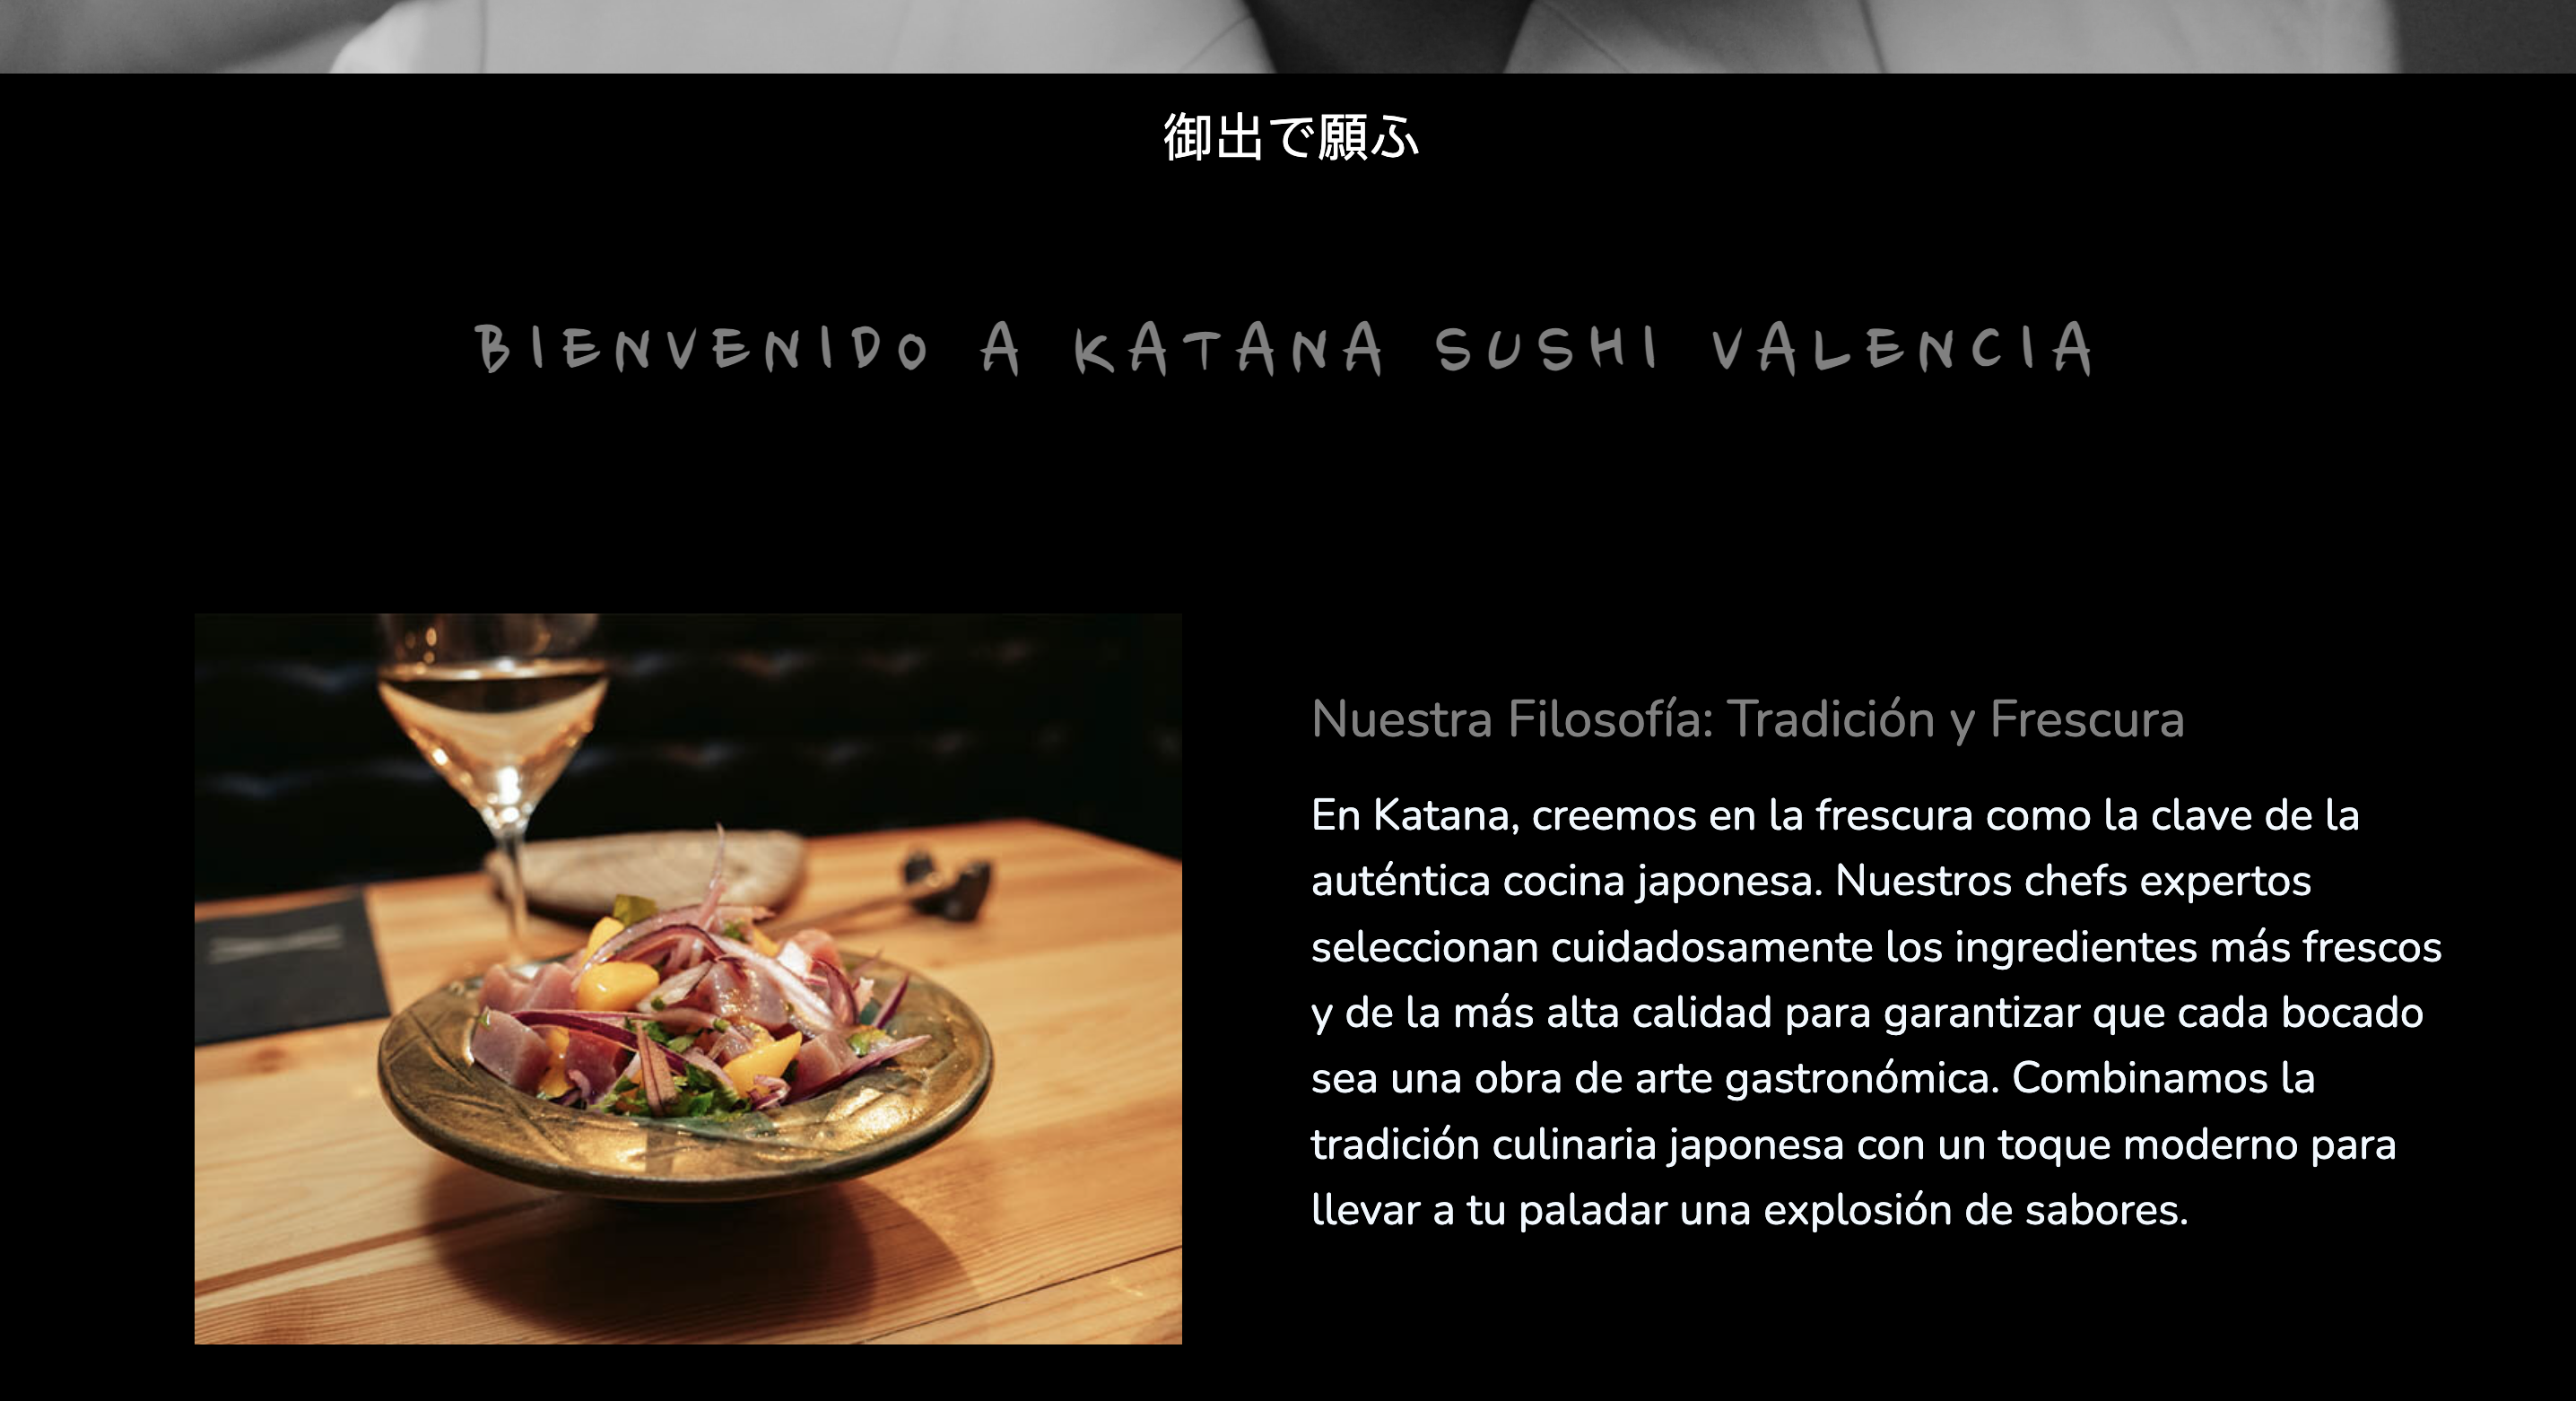 御出で願ふ
BIENVENIDO A KATANA SUSHI VALENCIA
Nuestra Filosofía: Tradición y Frescura
En Katana, creemos en la frescura como la clave de la
auténtica cocina japonesa. Nuestros chefs expertos
seleccionan cuidadosamente los ingredientes más frescos
y de la más alta calidad para garantizar que cada bocado
sea una obra de arte gastronómica. Combinamos la
tradición culinaria japonesa con un toque moderno para
llevar a tu paladar una explosión de sabores.